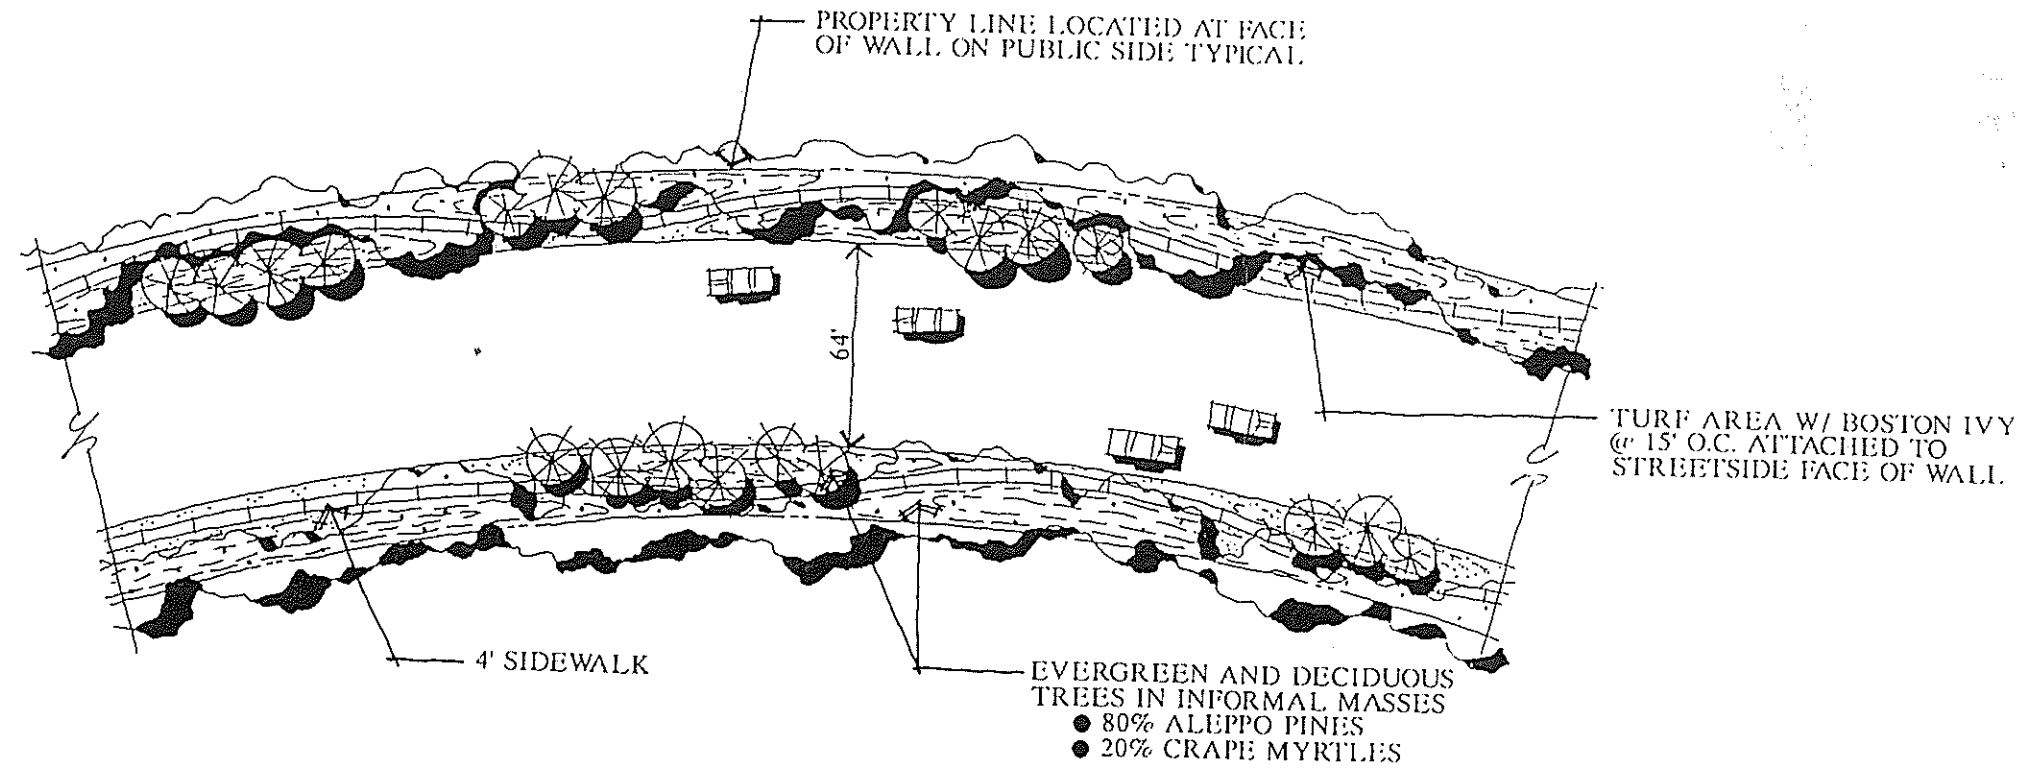 PROPERTY LINE LOCATED AT FACE
OF WALL ON PUBLIC SIDE TYPICAL
64'
TURF AREA W/ BOSTON IVY
@ 15' O.C. ATTACHED TO
STREETSIDE FACE OF WALL
4' SIDEWALK
EVERGREEN AND DECIDUOUS
TREES IN INFORMAL MASSES
● 80% ALEPPO PINES
● 20% CRAPE MYRTLES